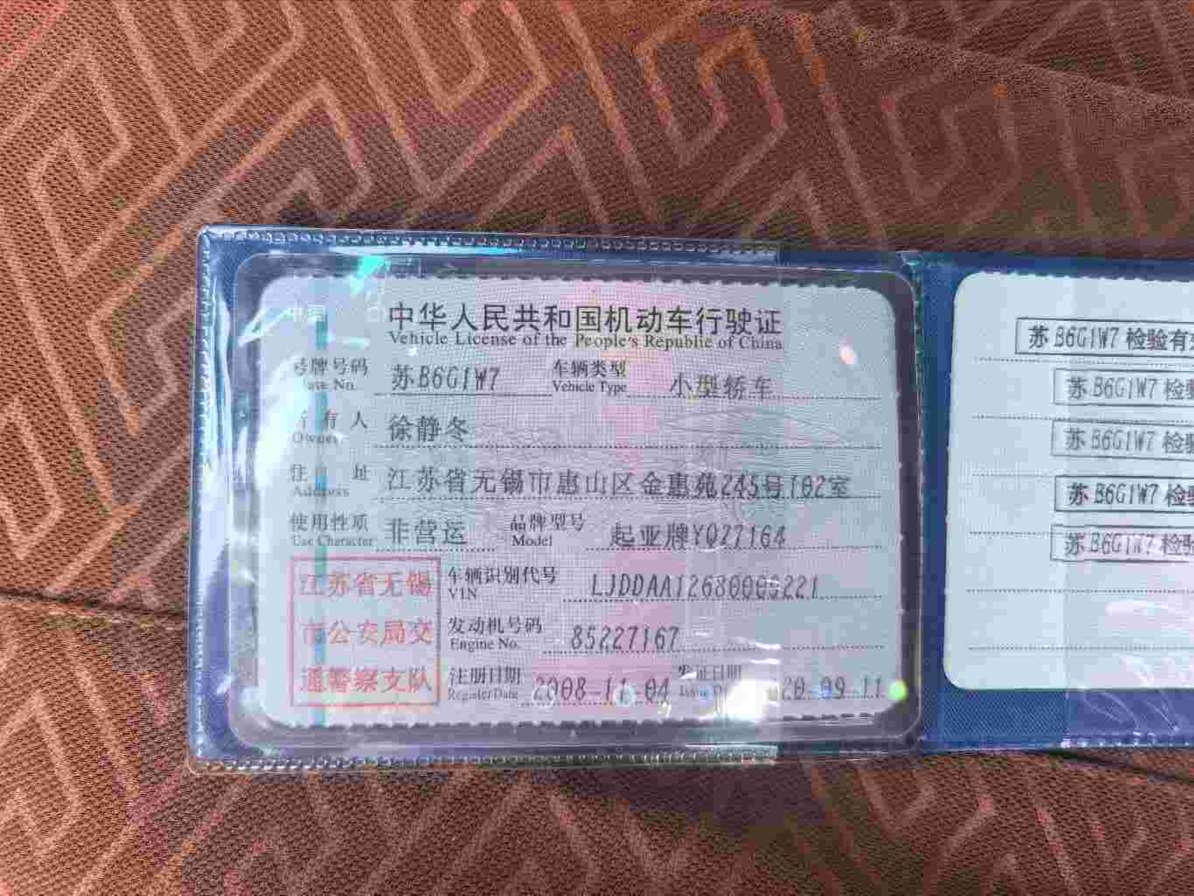 中华人民共和国机动车行驶证
Vehicle License of the People's Republic of China
号牌号码 苏B6G1W7 车辆类型 小型轿车
Plate No. Vehicle Type
所有人 徐静冬
Owner
住址 江苏省无锡市惠山区金惠苑245号102室
Address
使用性质 非营运 品牌型号 起亚牌YQZ7164
Use Character Model
江苏省无锡
市公安局交
通警察支队
车辆识别代号 LJDDAA12680006221
VIN
发动机号码 85227167
Engine No.
注册日期 2008-11-04 发证日期 20-09-11
Register Date Issue
苏B6G1W7 检验有
苏B6G1W7 检验
苏B6G1W7 检验
苏B6G1W7 检验
苏B6G1W7 检验